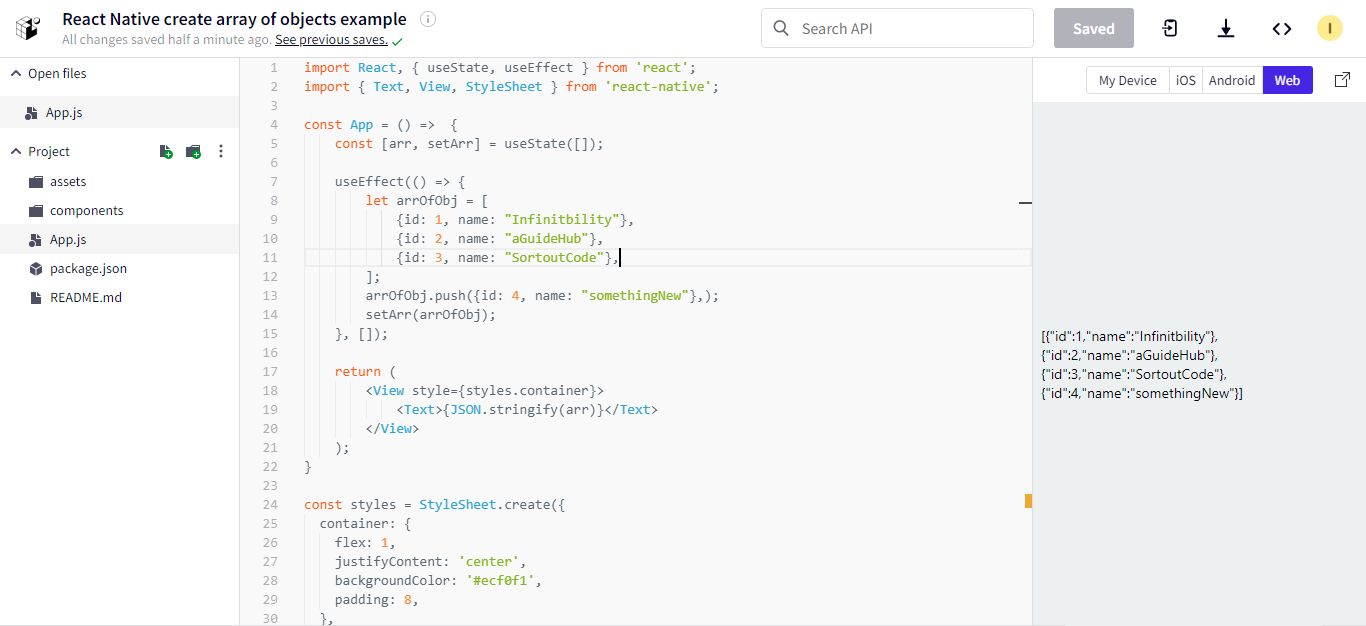 React Native create array of objects example
All changes saved half a minute ago. See previous saves.
Search API
Saved
I
Open files
App.js
Project
assets
components
App.js
package.json
README.md
1 import React, { useState, useEffect } from 'react';
2 import { Text, View, StyleSheet } from 'react-native';
3
4 const App = () => {
5 const [arr, setArr] = useState([]);
6
7 useEffect(() => {
8 let arrOfObj = [
9 {id: 1, name: "Infinitbility"},
10 {id: 2, name: "aGuideHub"},
11 {id: 3, name: "SortoutCode"},
12 ];
13 arrOfObj.push({id: 4, name: "somethingNew"},);
14 setArr(arrOfObj);
15 }, []);
16
17 return (
18 <View style={styles.container}>
19 <Text>{JSON.stringify(arr)}</Text>
20 </View>
21 );
22 }
23
24 const styles = StyleSheet.create({
25 container: {
26 flex: 1,
27 justifyContent: 'center',
28 backgroundColor: '#ecf0f1',
29 padding: 8,
30 },
My Device
iOS
Android
Web
[{"id":1,"name":"Infinitbility"},
{"id":2,"name":"aGuideHub"},
{"id":3,"name":"SortoutCode"},
{"id":4,"name":"somethingNew"}]